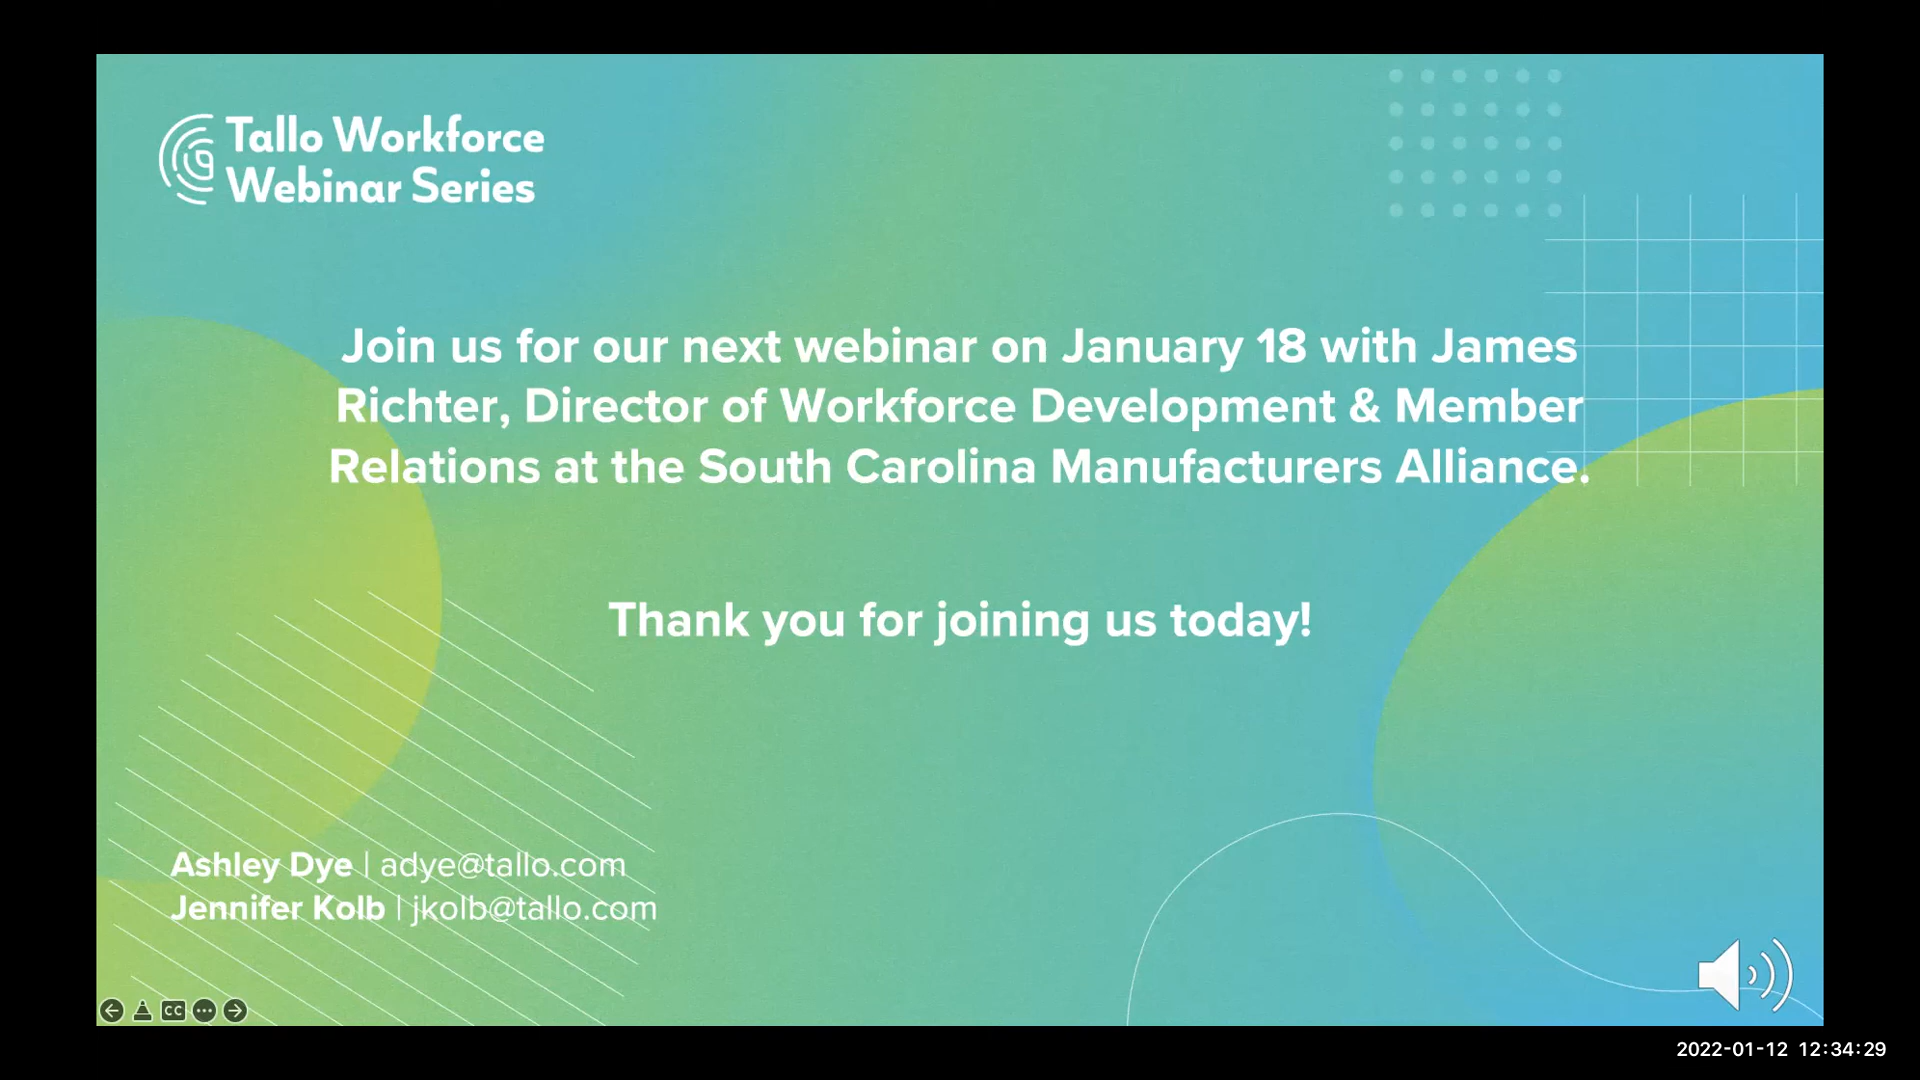 Tallo Workforce
Webinar Series
Join us for our next webinar on January 18 with James
Richter, Director of Workforce Development & Member
Relations at the South Carolina Manufacturers Alliance.
Thank you for joining us today!
Ashley Dye | adye@tallo.com
Jennifer Kolb | jkolb@tallo.com
CC
2022-01-12 12:34:29